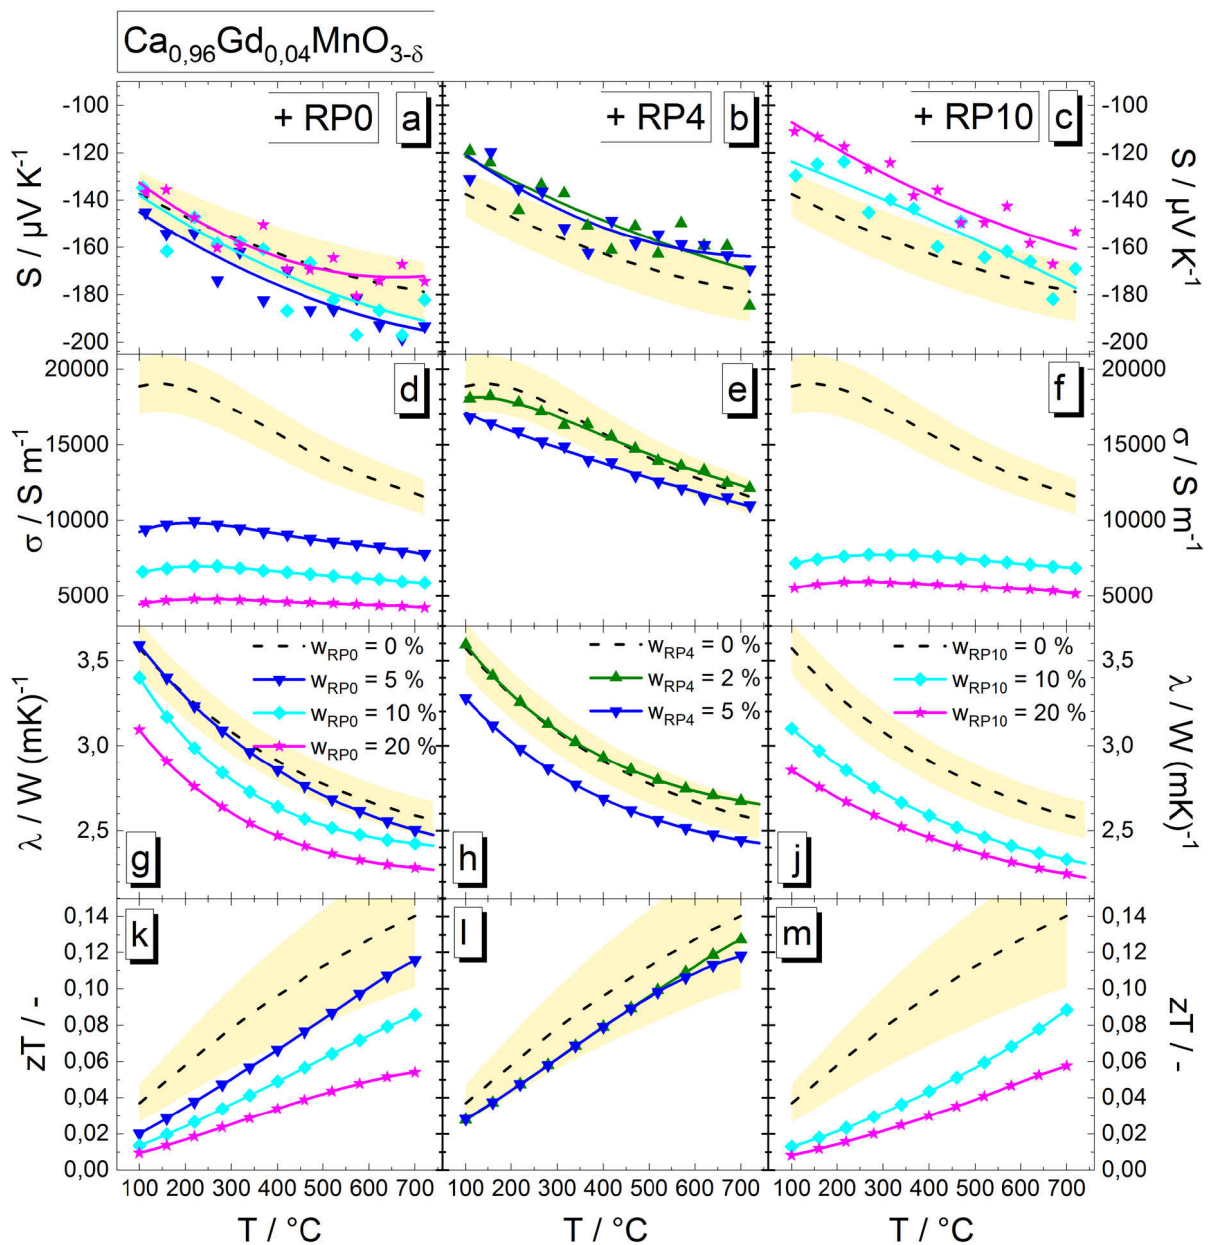 Ca0,96Gd0,04MnO3-δ
+ RP0 a
+ RP4 b
+ RP10 c
-100
-120
-140
-160
-180
-200
S / µV K-1
-100
-120
-140
-160
-180
-200
S / µV K-1
d
e
f
20000
15000
10000
5000
σ / S m-1
20000
15000
10000
5000
σ / S m-1
3,5
3,0
2,5
λ / W (mK)-1
wRP0 = 0 %
wRP0 = 5 %
wRP0 = 10 %
wRP0 = 20 %
g
wRP4 = 0 %
wRP4 = 2 %
wRP4 = 5 %
h
wRP10 = 0 %
wRP10 = 10 %
wRP10 = 20 %
j
3,5
3,0
2,5
λ / W (mK)-1
k
l
m
0,14
0,12
0,10
0,08
0,06
0,04
0,02
0,00
zT / -
0,14
0,12
0,10
0,08
0,06
0,04
0,02
0,00
zT / -
100 200 300 400 500 600 700
100 200 300 400 500 600 700
100 200 300 400 500 600 700
T / °C
T / °C
T / °C